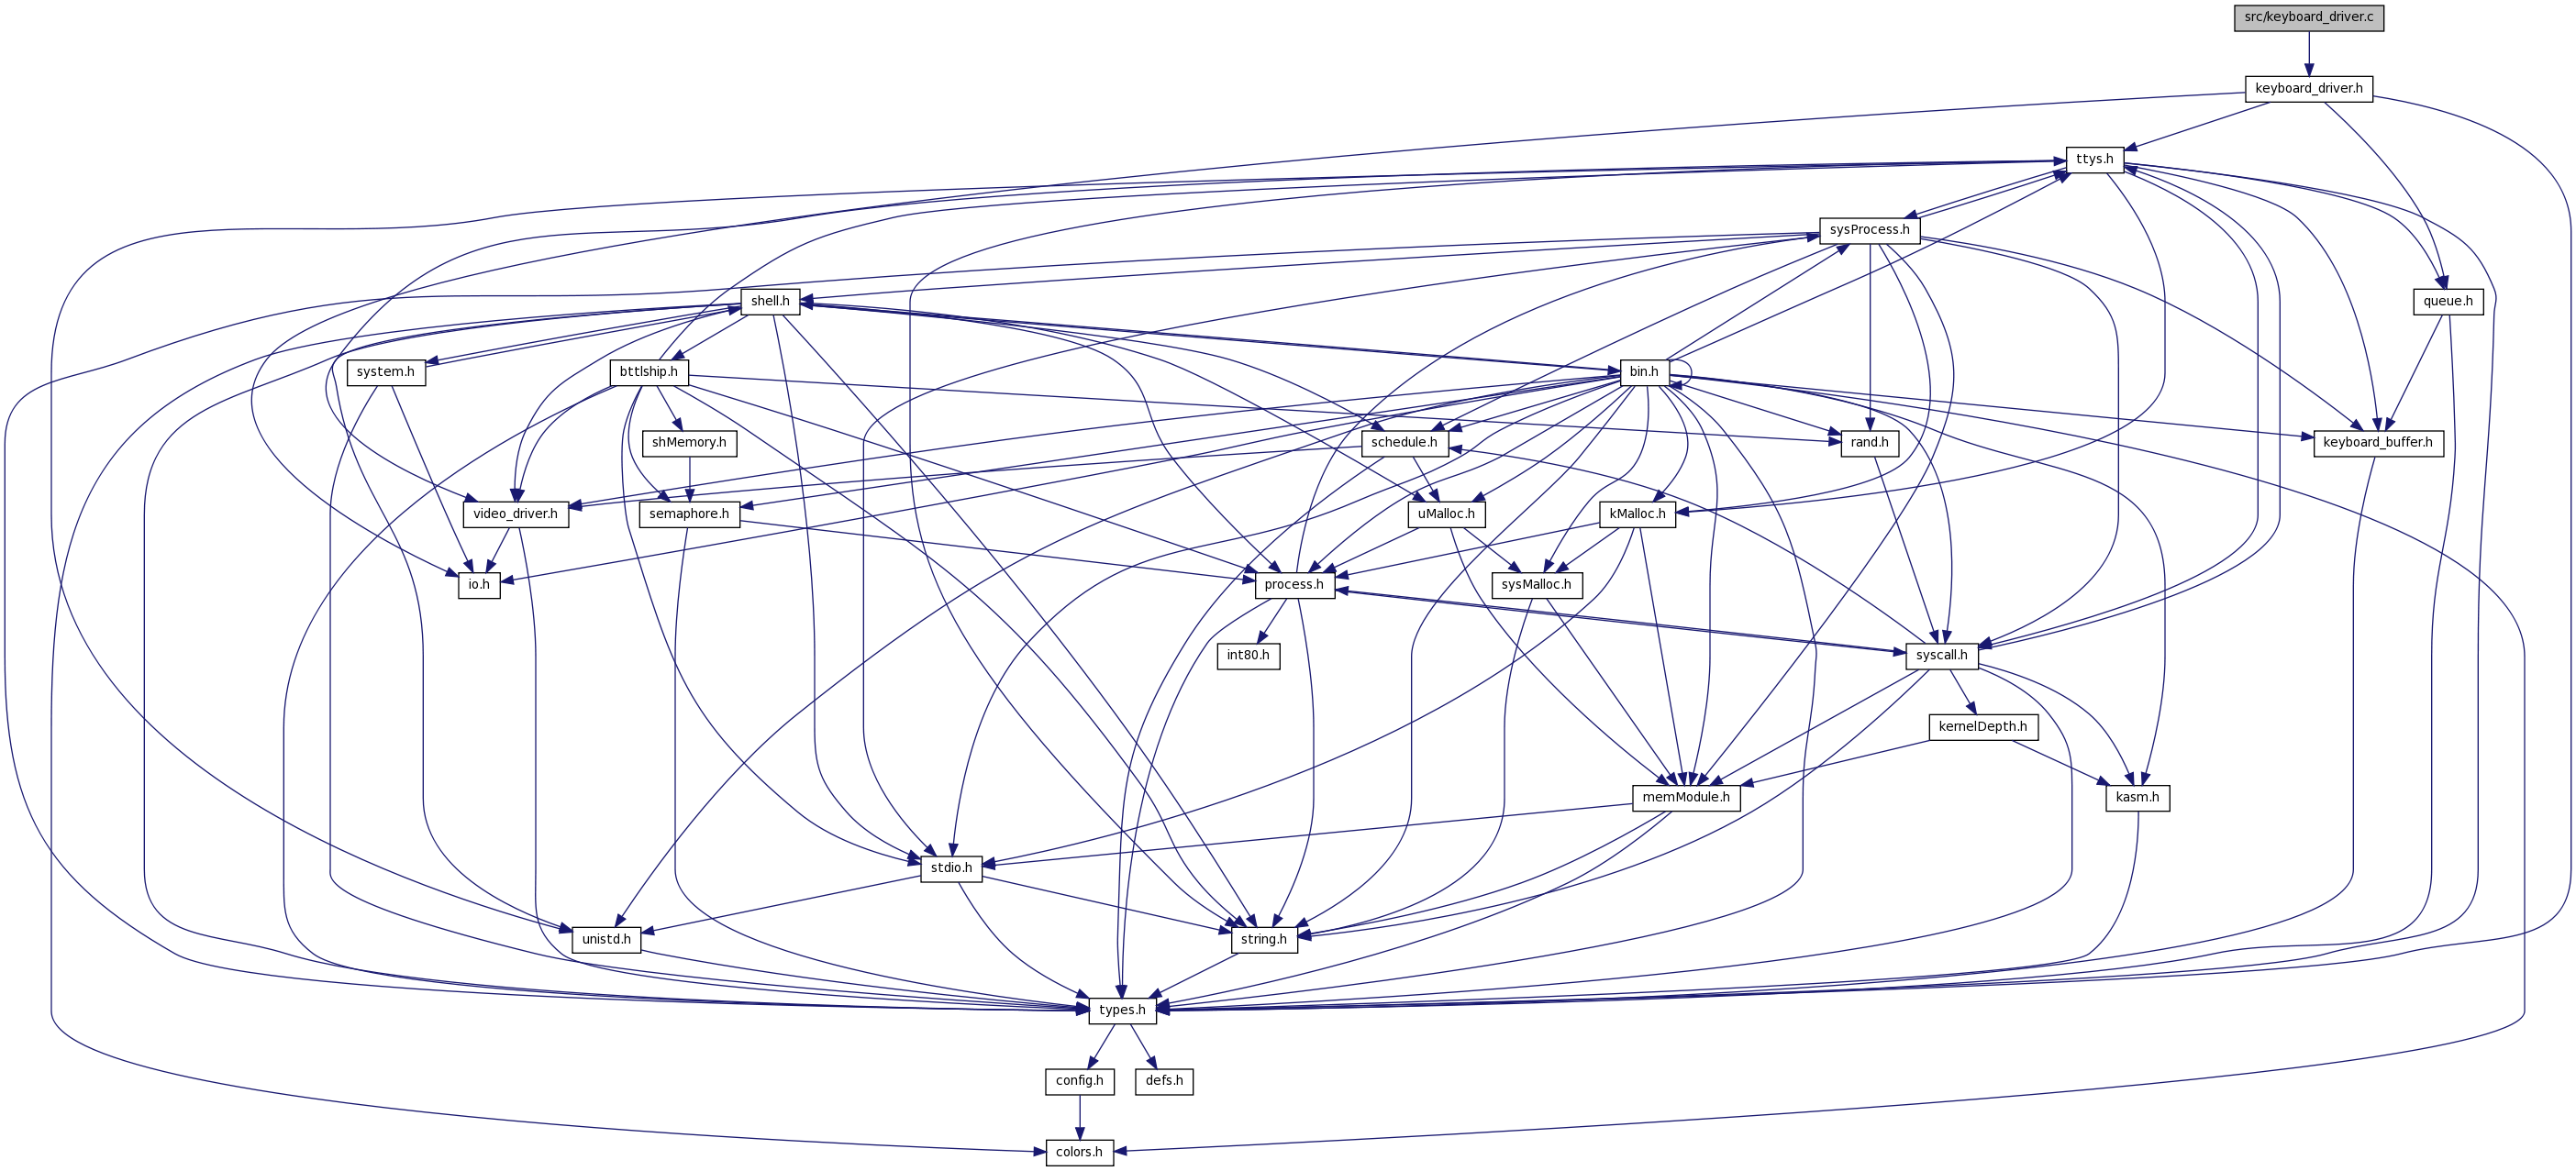 src/keyboard_driver.c
keyboard_driver.h
ttys.h
sysProcess.h
shell.h
queue.h
system.h
bttlship.h
bin.h
shMemory.h
schedule.h
rand.h
keyboard_buffer.h
video_driver.h
semaphore.h
uMalloc.h
kMalloc.h
io.h
process.h
sysMalloc.h
int80.h
syscall.h
kernelDepth.h
memModule.h
kasm.h
stdio.h
unistd.h
string.h
types.h
config.h
defs.h
colors.h